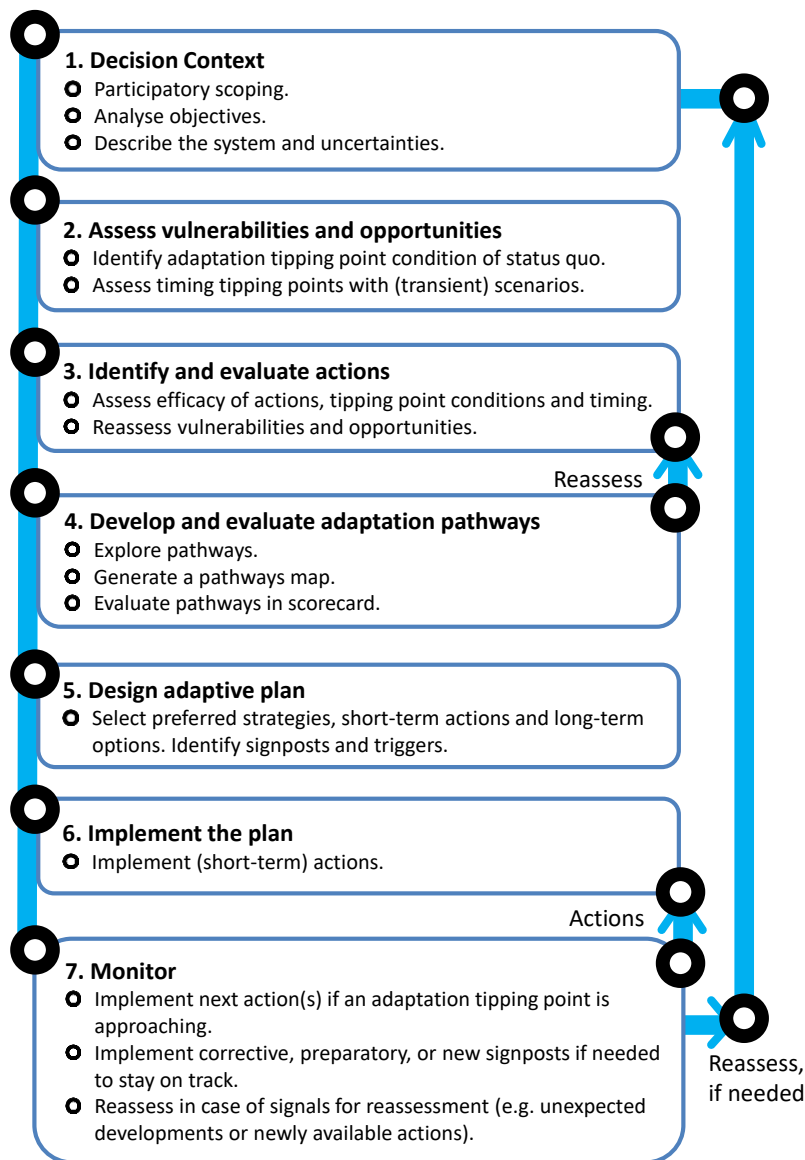 1. Decision Context
Participatory scoping.
Analyse objectives.
Describe the system and uncertainties.
2. Assess vulnerabilities and opportunities
Identify adaptation tipping point condition of status quo.
Assess timing tipping points with (transient) scenarios.
3. Identify and evaluate actions
Assess efficacy of actions, tipping point conditions and timing.
Reassess vulnerabilities and opportunities.
Reassess
4. Develop and evaluate adaptation pathways
Explore pathways.
Generate a pathways map.
Evaluate pathways in scorecard.
5. Design adaptive plan
Select preferred strategies, short-term actions and long-term
options. Identify signposts and triggers.
6. Implement the plan
Implement (short-term) actions.
Actions
7. Monitor
Implement next action(s) if an adaptation tipping point is
approaching.
Implement corrective, preparatory, or new signposts if needed
to stay on track.
Reassess in case of signals for reassessment (e.g. unexpected
developments or newly available actions).
Reassess,
if needed